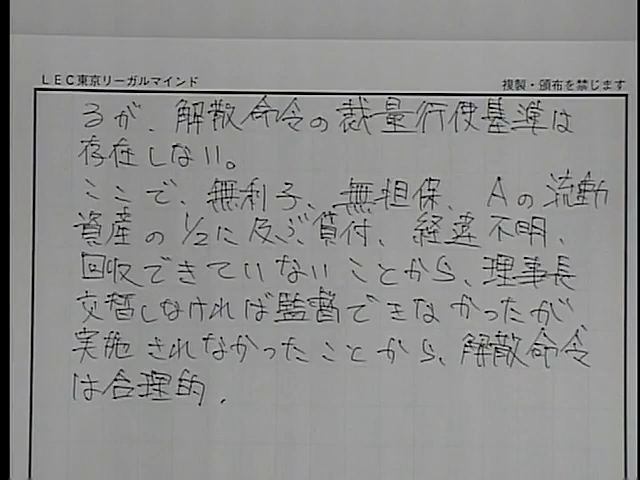 LEC東京リーガルマインド
複製・頒布を禁じます
るが、解散命令の裁量行使基準は
存在しない。
ここで、無利子、無担保、Aの流動
資産の1/2に及ぶ貸付、経違不明、
回収できていないことから、理事長
交替しなければ監督できなかったが、
実施されなかったことから、解散命令
は合理的.